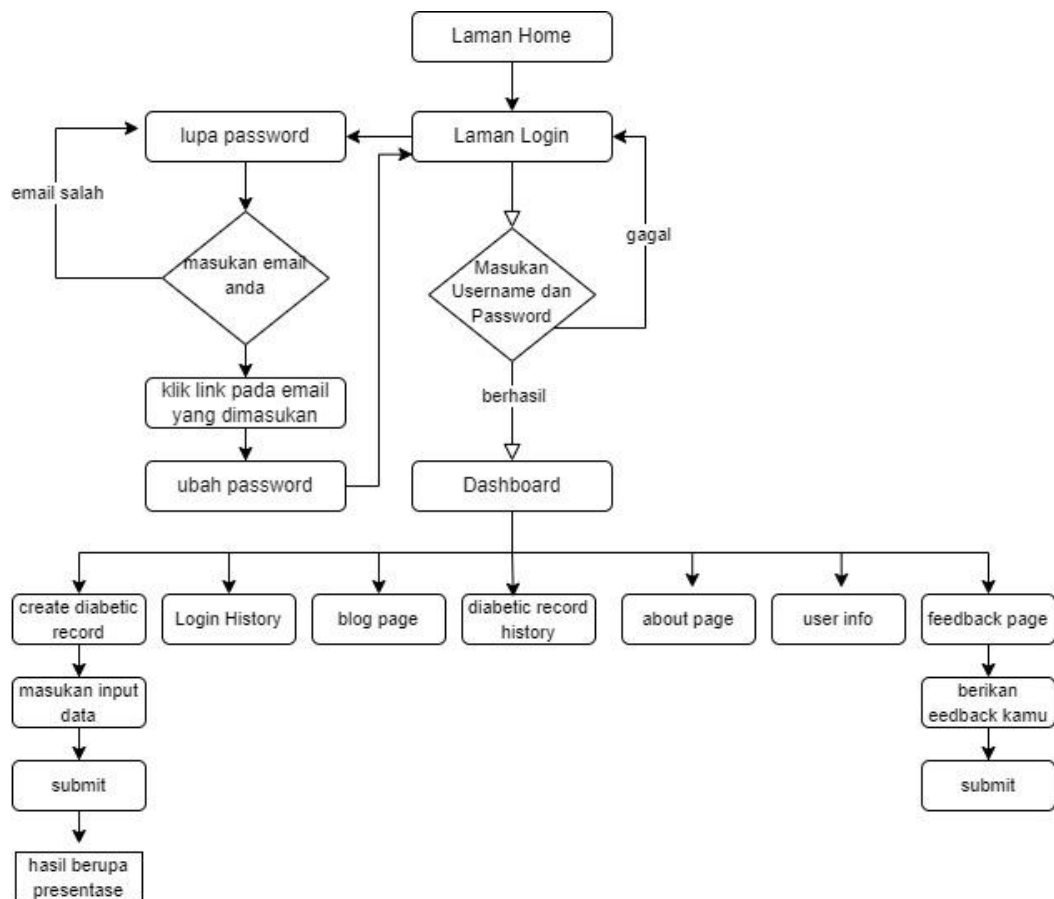 Laman Home
lupa password
Laman Login
email salah
gagal
masukan email
anda
Masukan
Username dan
Password
klik link pada email
yang dimasukan
berhasil
ubah password
Dashboard
create diabetic
record
Login History
blog page
diabetic record
history
about page
user info
feedback page
masukan input
data
berikan
eedback kamu
submit
submit
hasil berupa
presentase